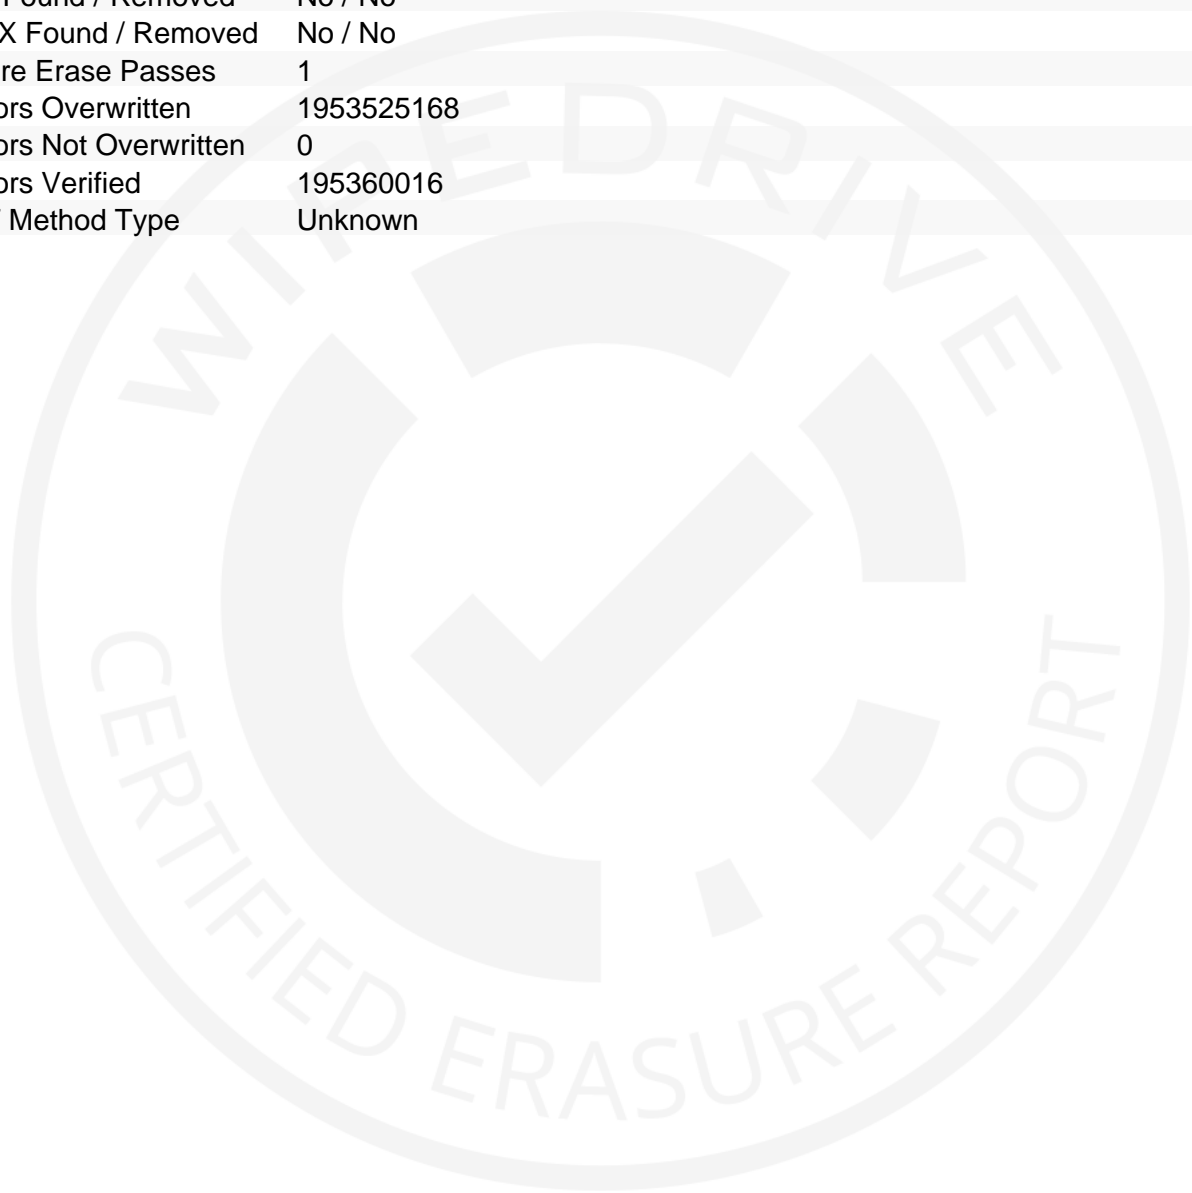 Found / Removed No / No
X Found / Removed No / No
re Erase Passes 1
ors Overwritten 1953525168
ors Not Overwritten 0
ors Verified 195360016
Method Type Unknown
WIPEDRIVE
CERTIFIED ERASURE REPORT